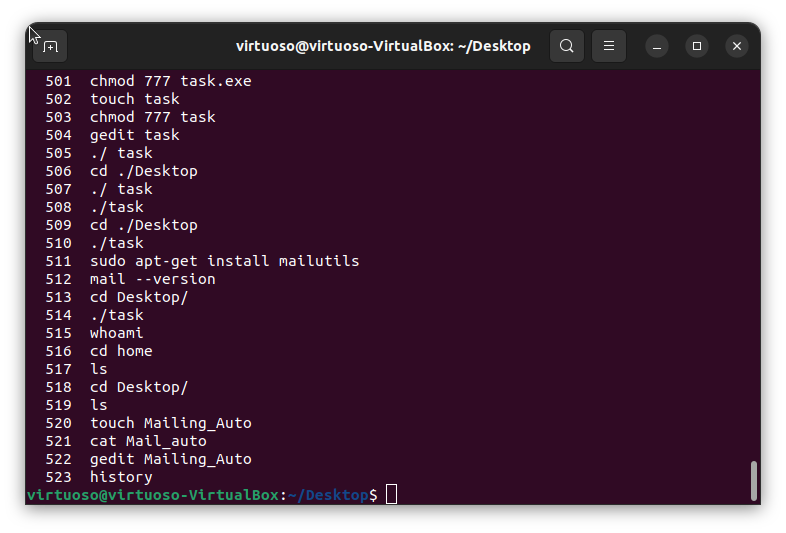 virtuoso@virtuoso-VirtualBox: ~/Desktop
501 chmod 777 task.exe
502 touch task
503 chmod 777 task
504 gedit task
505 ./ task
506 cd ./Desktop
507 ./ task
508 ./task
509 cd ./Desktop
510 ./task
511 sudo apt-get install mailutils
512 mail --version
513 cd Desktop/
514 ./task
515 whoami
516 cd home
517 ls
518 cd Desktop/
519 ls
520 touch Mailing_Auto
521 cat Mail_auto
522 gedit Mailing_Auto
523 history
virtuoso@virtuoso-VirtualBox:~/Desktop$